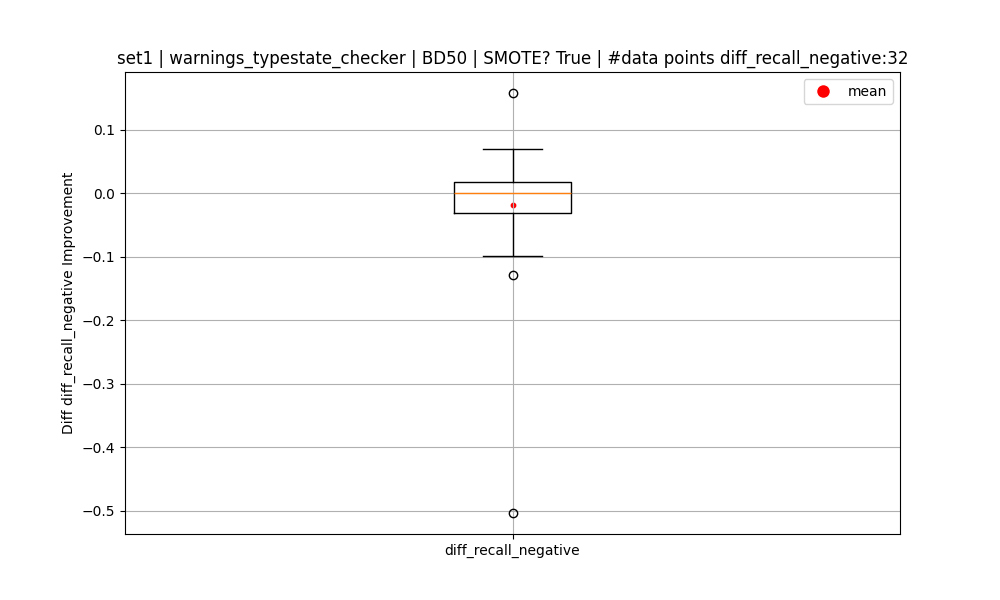 set1 | warnings_typestate_checker | BD50 | SMOTE? True | #data points diff_recall_negative:32
mean
0.1
0.0
−0.1
−0.2
−0.3
−0.4
−0.5
Diff diff_recall_negative Improvement
diff_recall_negative